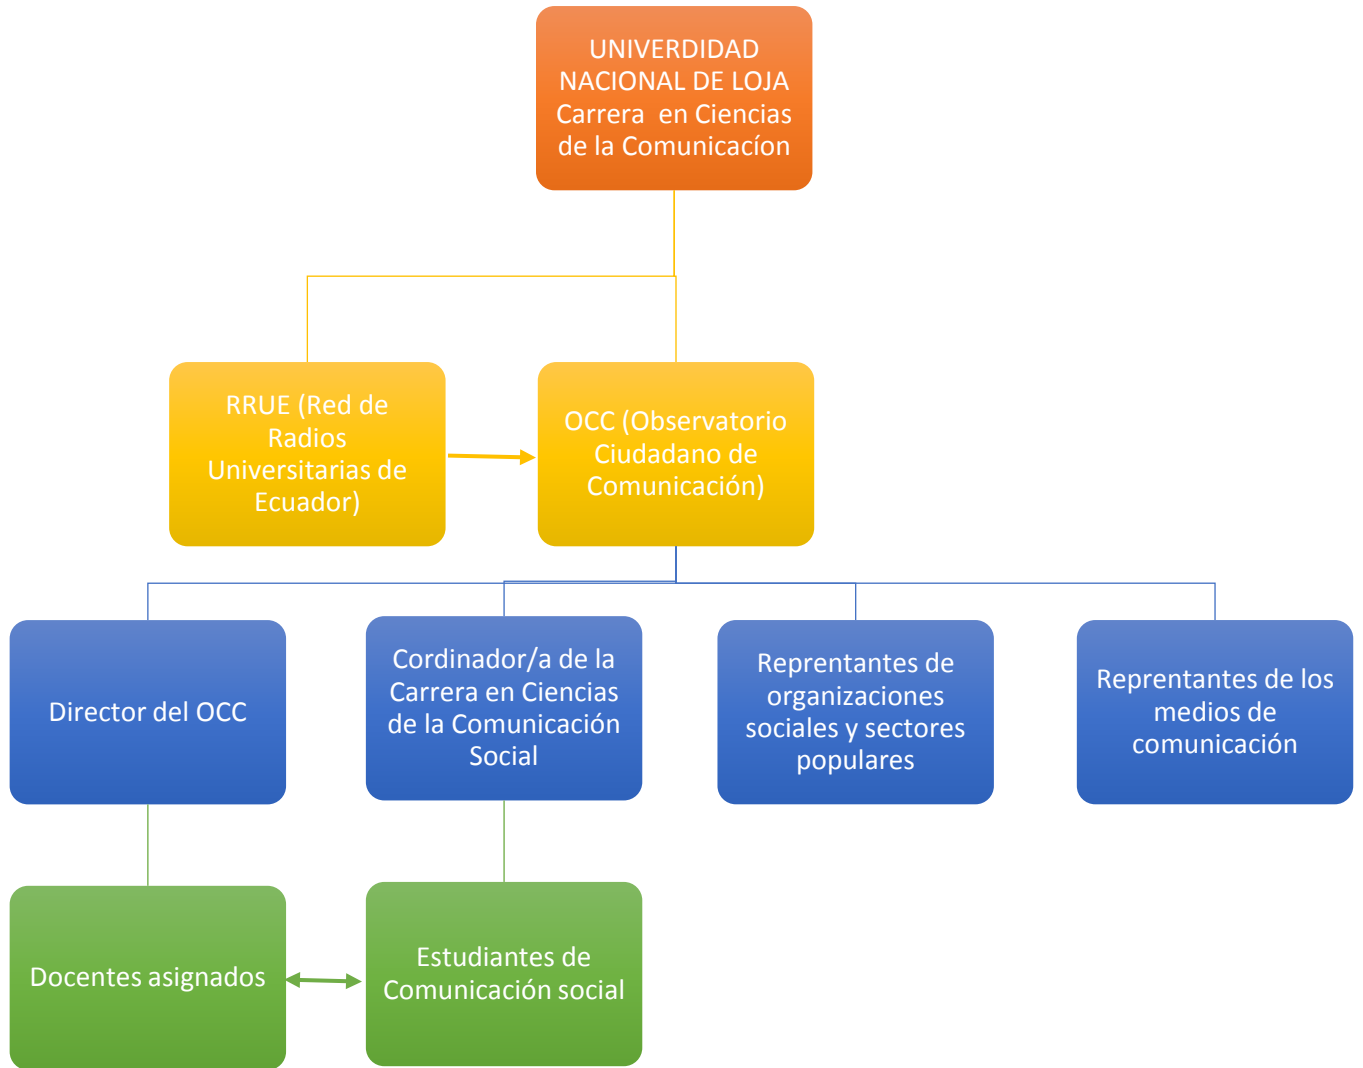 UNIVERDIDAD
NACIONAL DE LOJA
Carrera en Ciencias
de la Comunicacíon
RRUE (Red de
Radios
Universitarias de
Ecuador)
OCC (Observatorio
Ciudadano de
Comunicación)
Director del OCC
Cordinador/a de la
Carrera en Ciencias
de la Comunicación
Social
Reprentantes de
organizaciones
sociales y sectores
populares
Reprentantes de los
medios de
comunicación
Docentes asignados
Estudiantes de
Comunicación social